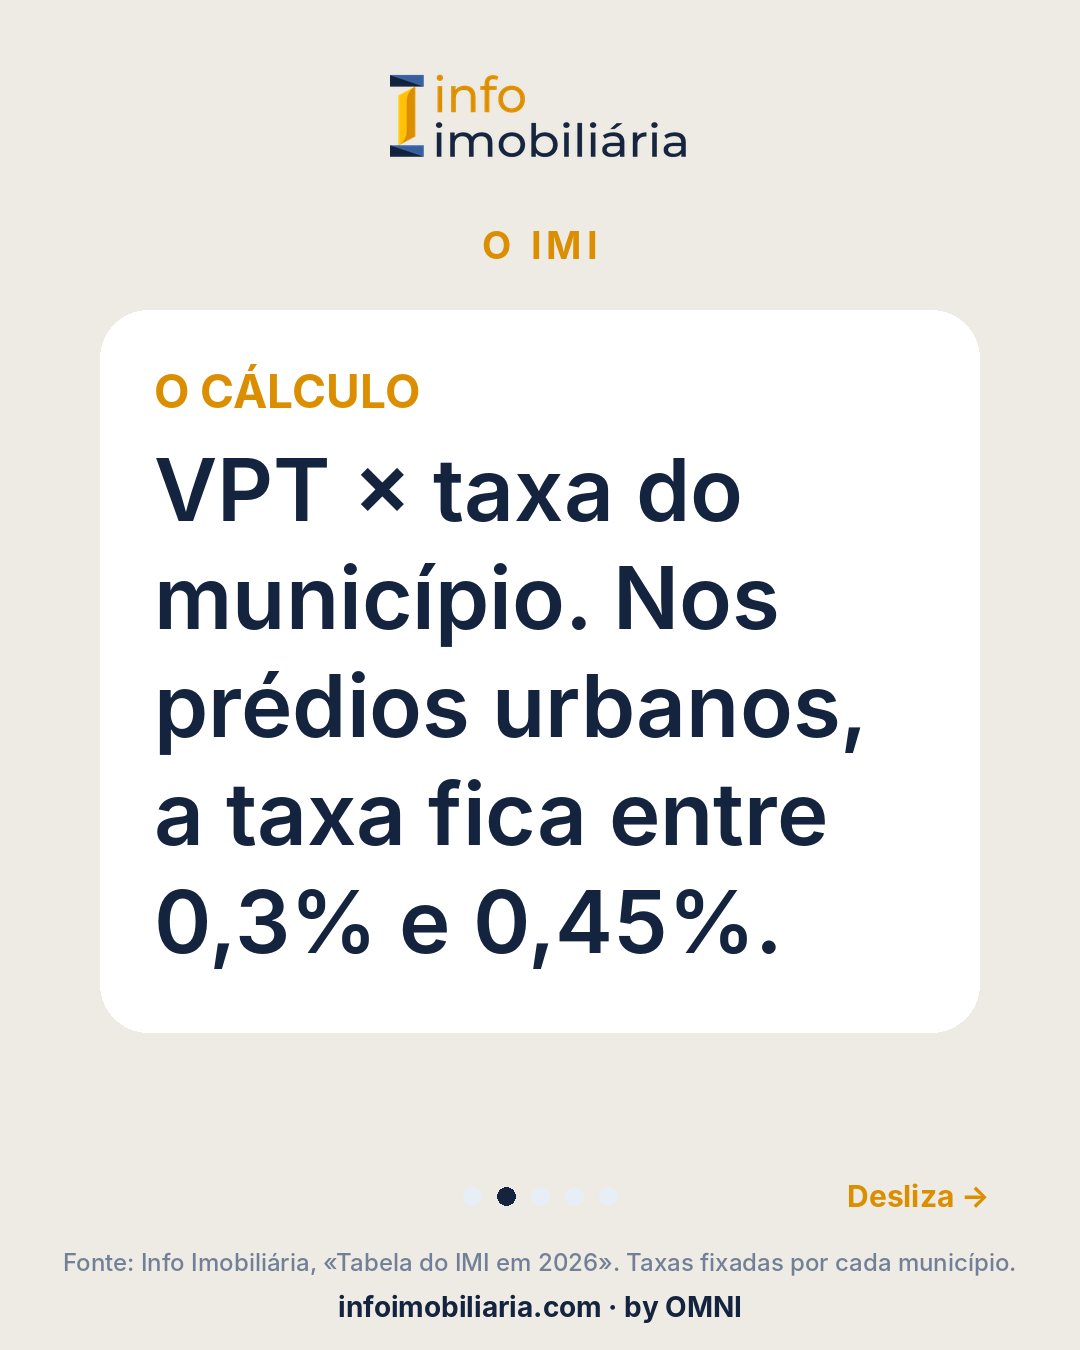 info
imobiliária
O IMI
O CÁLCULO
VPT × taxa do
município. Nos
prédios urbanos,
a taxa fica entre
0,3% e 0,45%.
Desliza →
Fonte: Info Imobiliária, «Tabela do IMI em 2026». Taxas fixadas por cada município.
infoimobiliaria.com · by OMNI